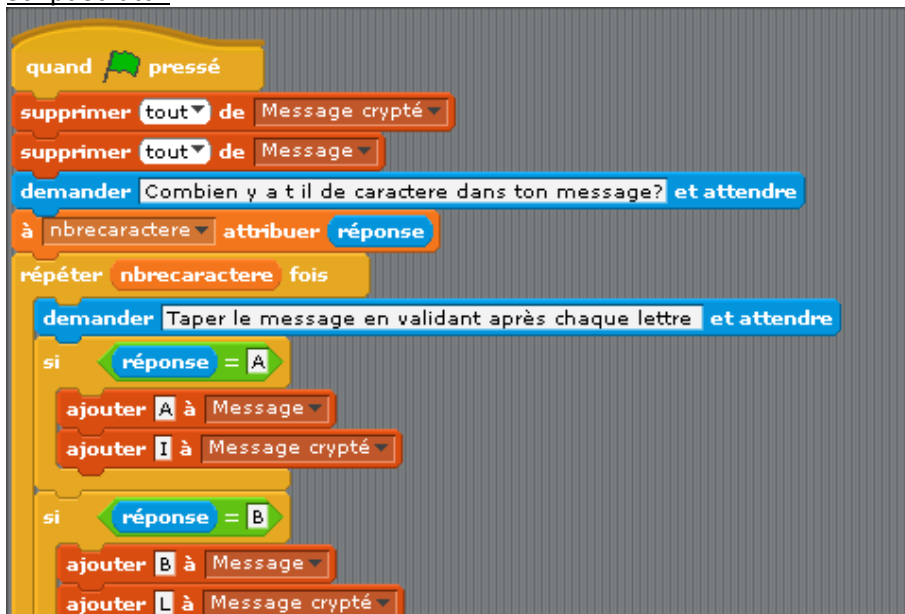 quand pressé
supprimer tout de Message crypté
supprimer tout de Message
demander Combien y a t il de caractere dans ton message? et attendre
à nbrecaractere attribuer réponse
répéter nbrecaractere fois
demander Taper le message en validant après chaque lettre et attendre
si réponse = A
ajouter A à Message
ajouter I à Message crypté
si réponse = B
ajouter B à Message
ajouter L à Message crypté